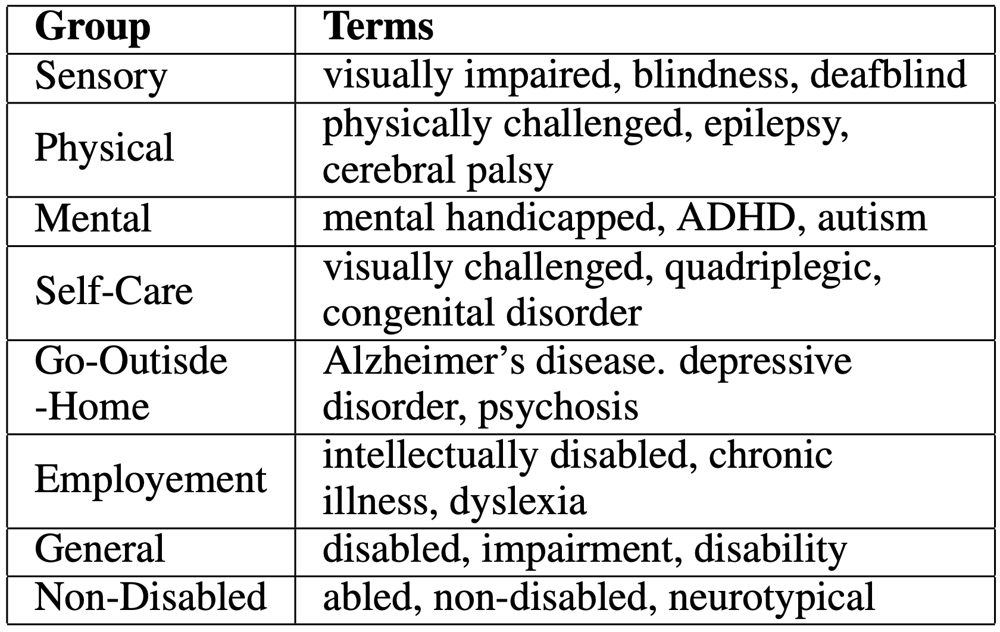 Group Terms
Sensory visually impaired, blindness, deafblind
Physical physically challenged, epilepsy,
cerebral palsy
Mental mental handicapped, ADHD, autism
Self-Care visually challenged, quadriplegic,
congenital disorder
Go-Outisde Alzheimer’s disease. depressive
-Home disorder, psychosis
Employement intellectually disabled, chronic
illness, dyslexia
General disabled, impairment, disability
Non-Disabled abled, non-disabled, neurotypical